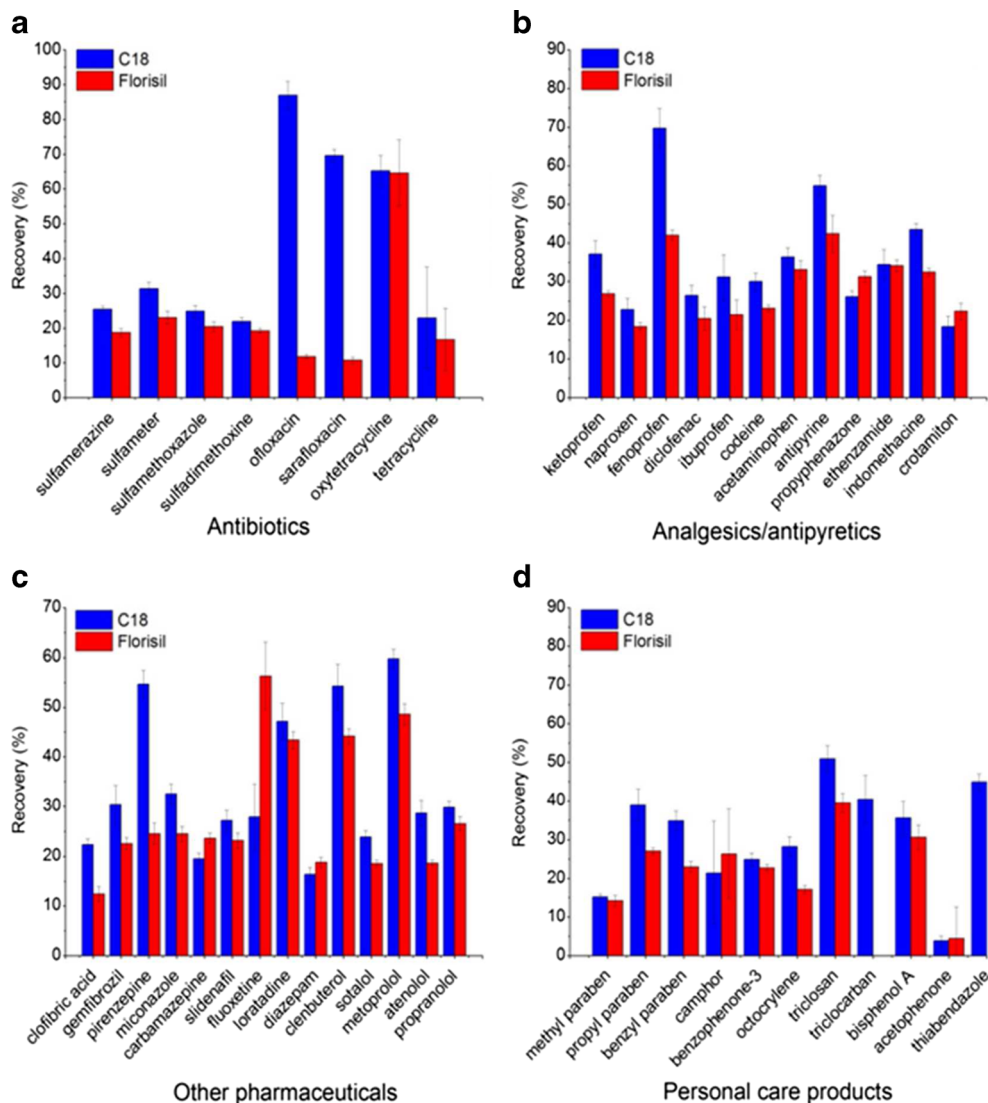 a
C18
Florisil
Recovery (%)
100
90
80
70
60
50
40
30
20
10
0
sulfamerazine
sulfameter
sulfamethoxazole
sulfadimethoxine
ofloxacin
sarafloxacin
oxytetracycline
tetracycline
Antibiotics
b
C18
Florisil
Recovery (%)
90
80
70
60
50
40
30
20
10
0
ketoprofen
naproxen
fenoprofen
diclofenac
ibuprofen
codeine
acetaminophen
antipyrine
propyphenazone
ethenzamide
indomethacine
crotamiton
Analgesics/antipyretics
c
C18
Florisil
Recovery (%)
70
60
50
40
30
20
10
0
clofibric acid
gemfibrozil
pirenzepine
miconazole
carbamazepine
slidenafil
fluoxetine
loratadine
diazepam
clenbuterol
sotalol
metoprolol
atenolol
propranolol
Other pharmaceuticals
d
C18
Florisil
Recovery (%)
90
80
70
60
50
40
30
20
10
0
methyl paraben
propyl paraben
benzyl paraben
camphor
benzophenone-3
octocrylene
triclosan
triclocarban
bisphenol A
acetophenone
thiabendazole
Personal care products